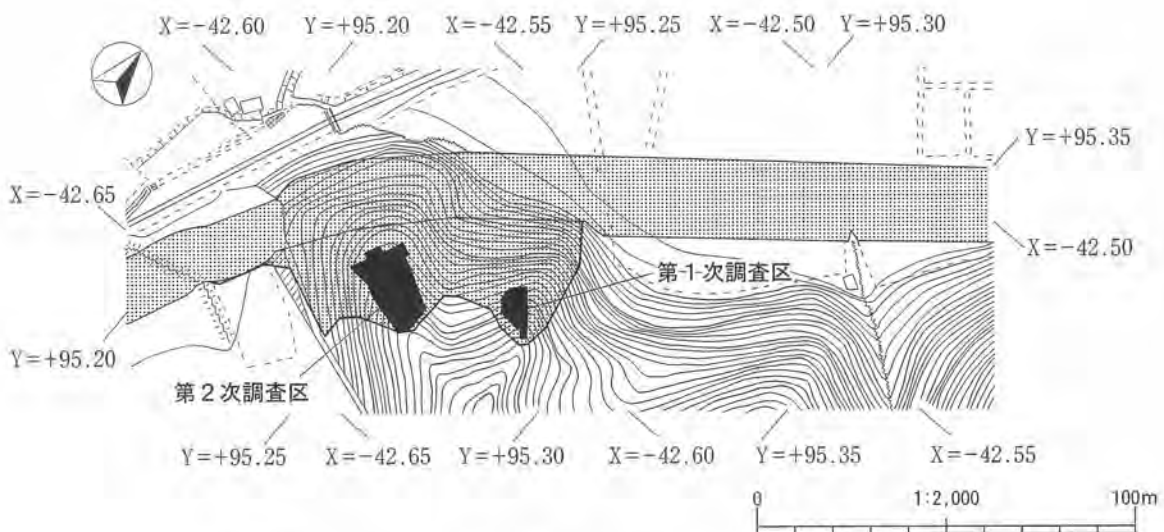 X=-42.60 Y=+95.20 X=-42.55 Y=+95.25 X=-42.50 Y=+95.30
Y=+95.35
X=-42.65
X=-42.50
第1次調査区
Y=+95.20
第2次調査区
Y=+95.25 X=-42.65 Y=+95.30 X=-42.60 Y=+95.35 X=-42.55
0 1:2,000 100m